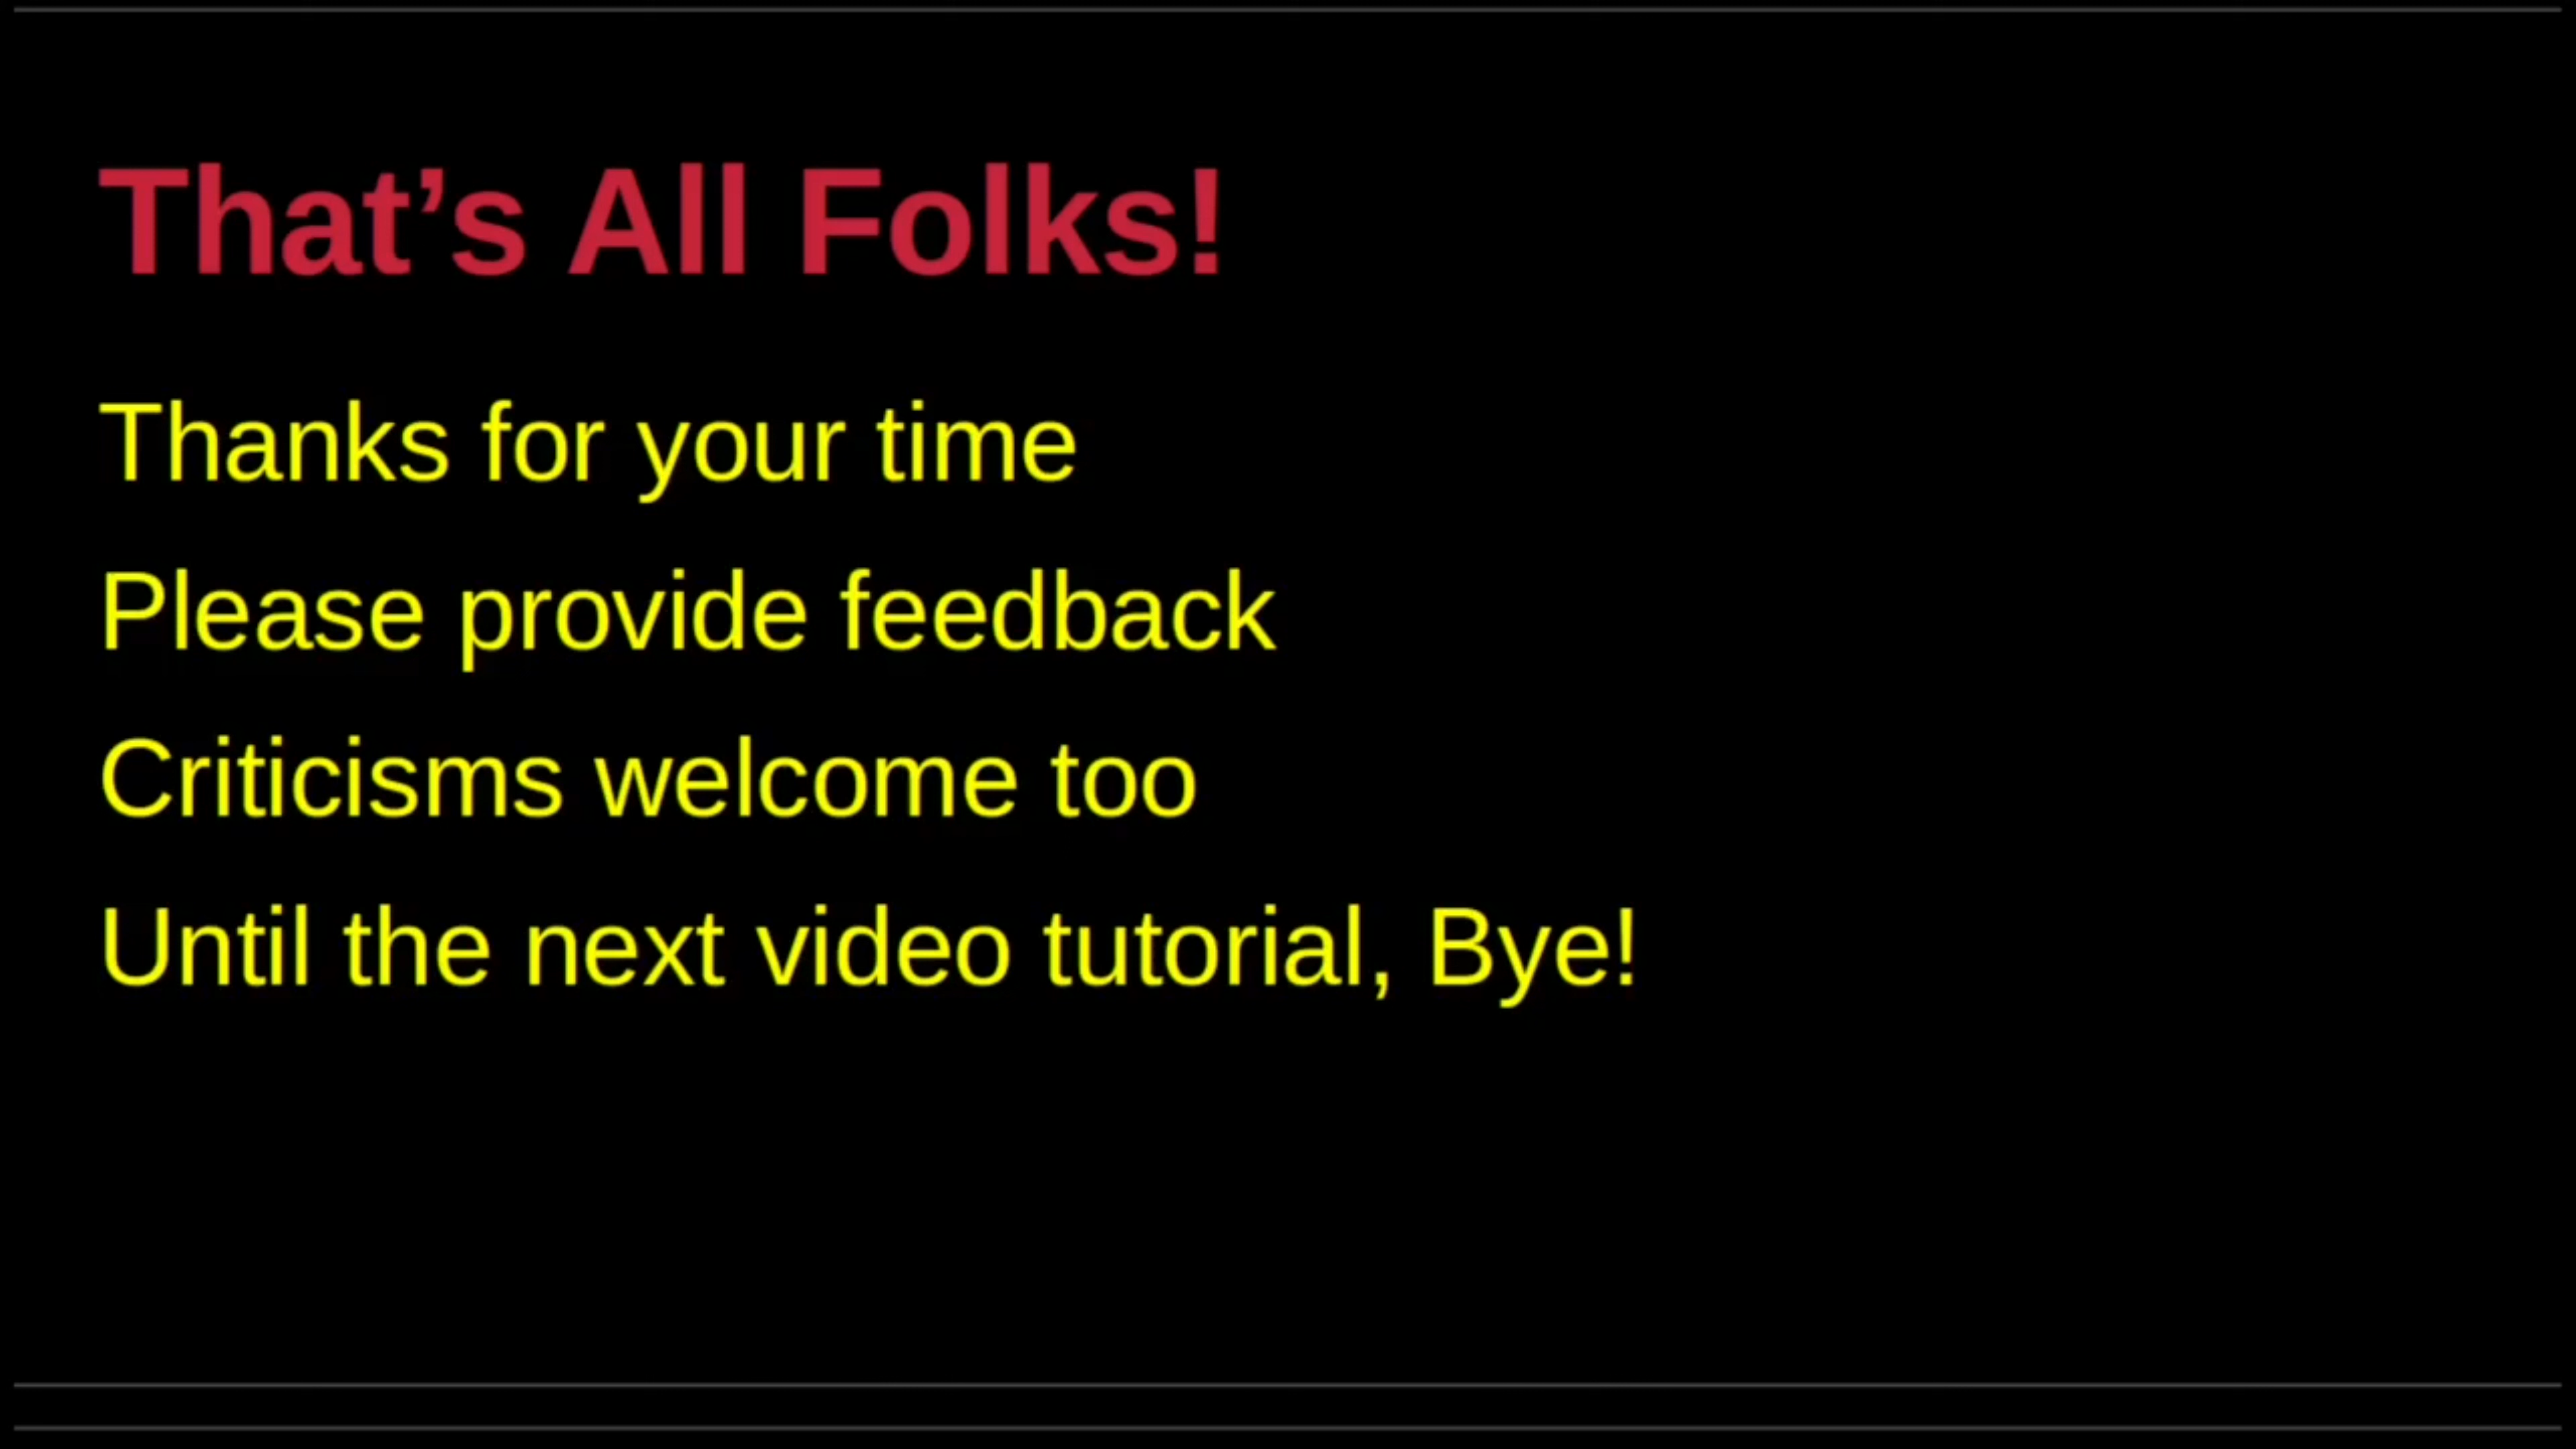 That’s All Folks!
Thanks for your time
Please provide feedback
Criticisms welcome too
Until the next video tutorial, Bye!